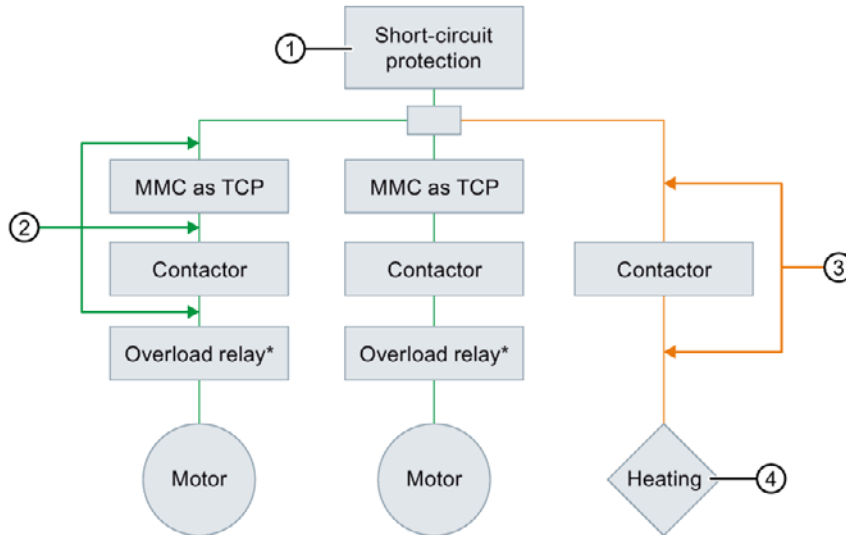 1
Short-circuit
protection
MMC as TCP
MMC as TCP
2
Contactor
Contactor
Contactor
3
Overload relay*
Overload relay*
Motor
Motor
Heating
4